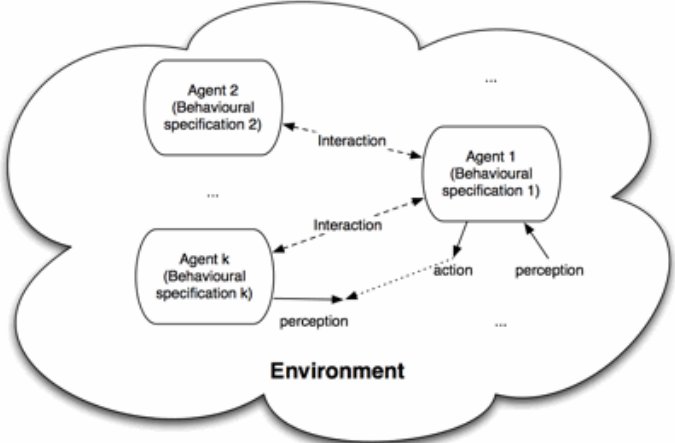 Agent 2
(Behavioural
specification 2)
...
Interaction
Agent 1
(Behavioural
specification 1)
...
Interaction
Agent k
(Behavioural
specification k)
action
perception
perception
...
Environment